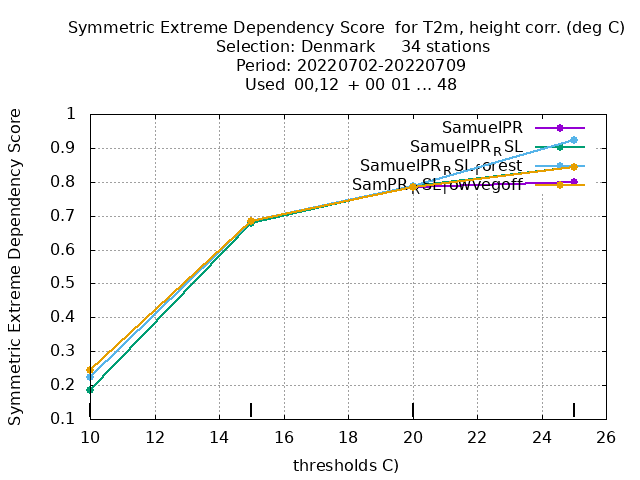 Symmetric Extreme Dependency Score for T2m, height corr. (deg C)
Selection: Denmark 34 stations
Period: 20220702-20220709
Used 00,12 + 00 01 ... 48
Symmetric Extreme Dependency Score
1
0.9
0.8
0.7
0.6
0.5
0.4
0.3
0.2
0.1
SamuelPR
SamuelPR_RSL
SamuelPR_RSL_forest
SamPR_RSL_lowvegoff
10 12 14 16 18 20 22 24 26
thresholds C)